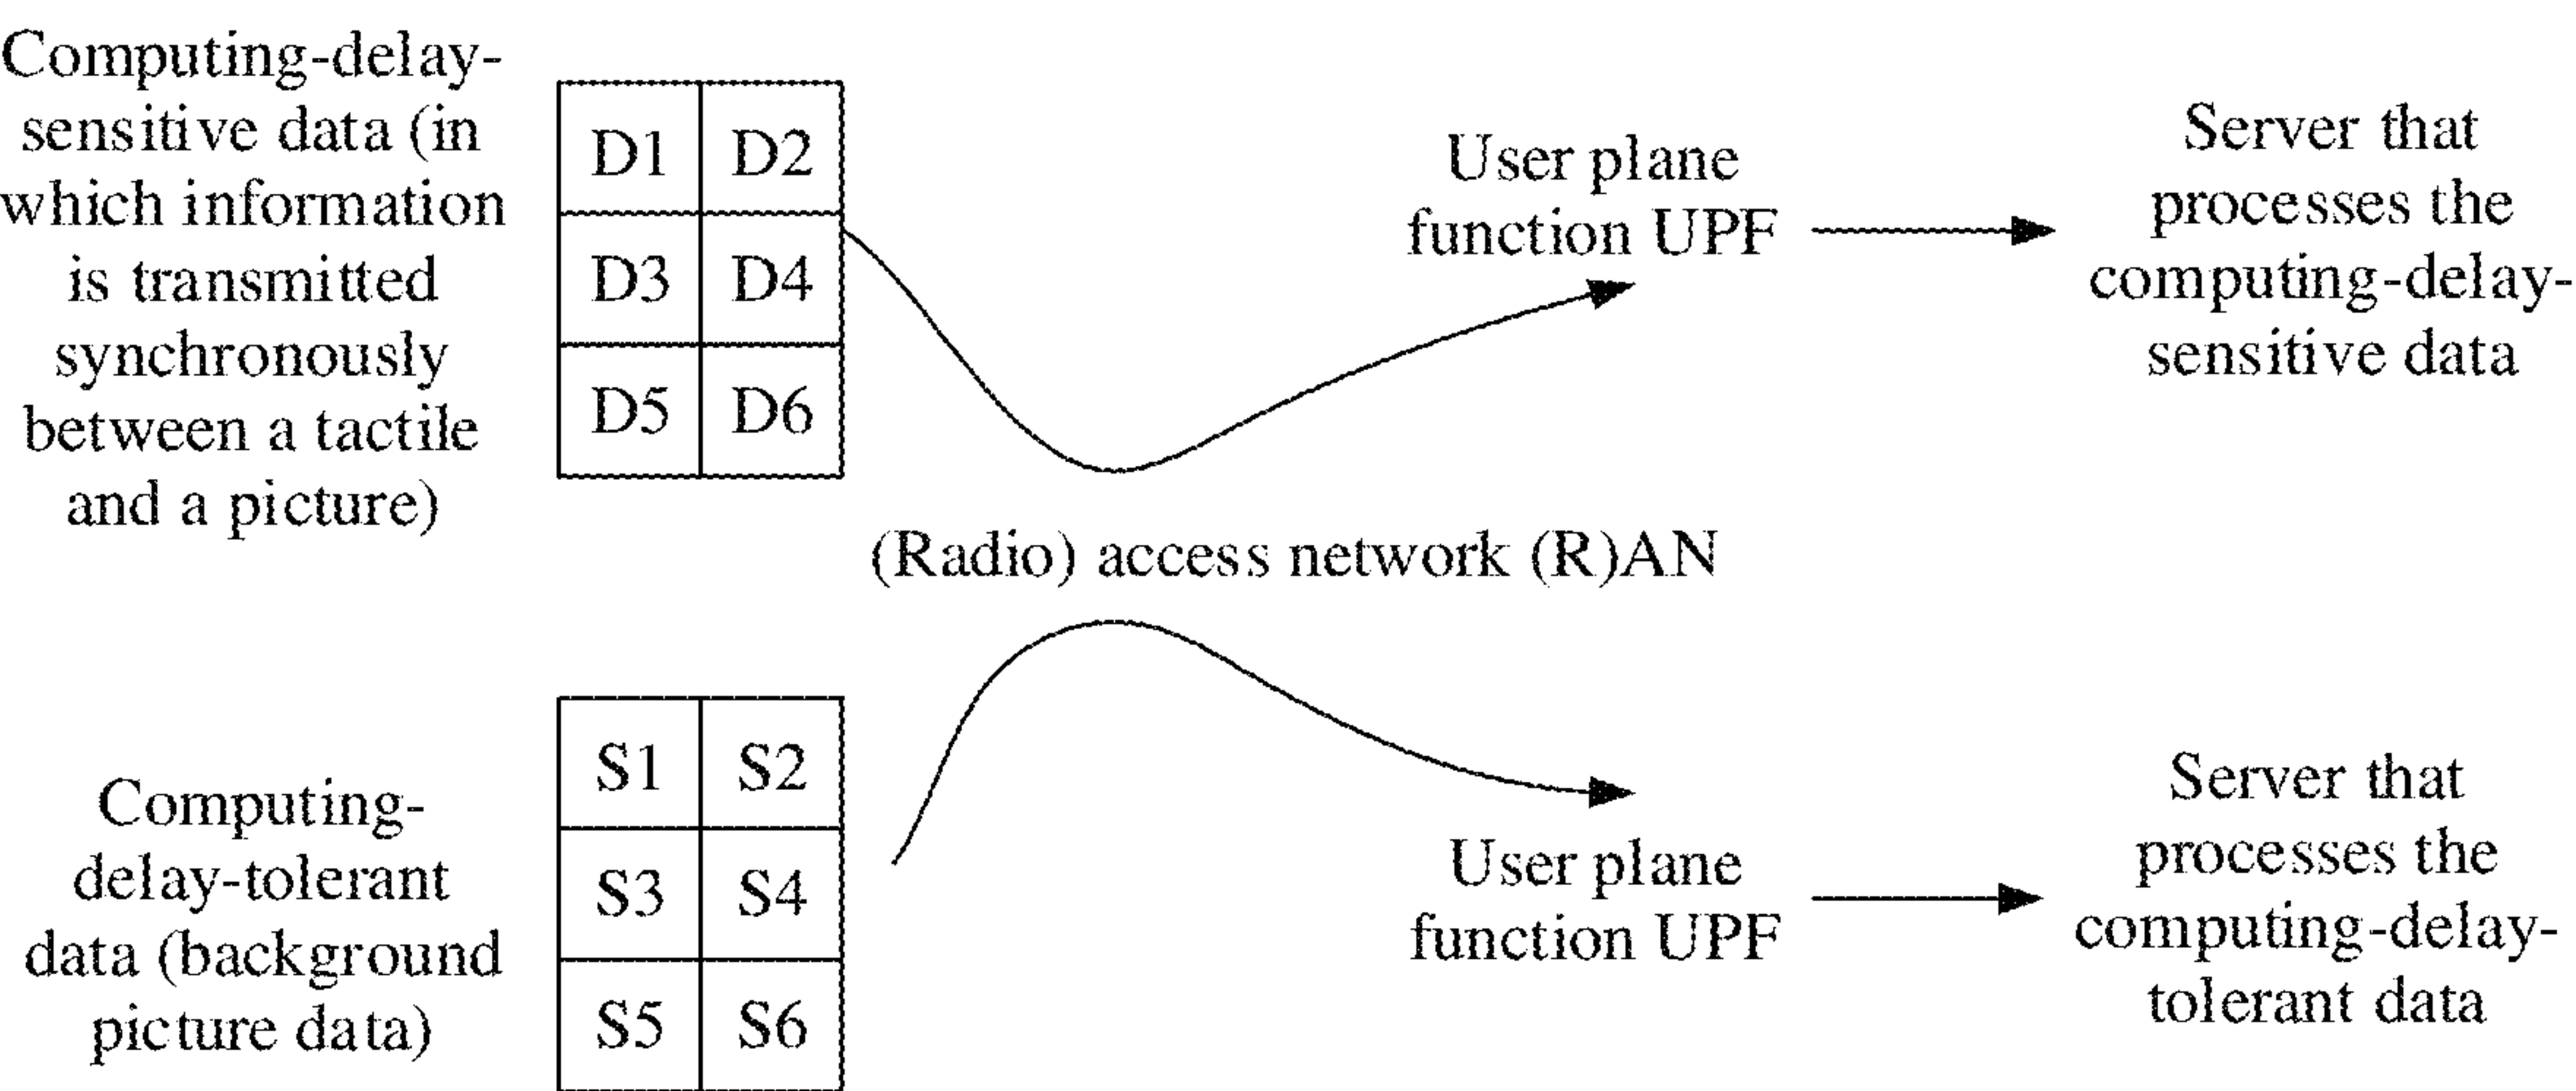 Computing-delay-
sensitive data (in
which information
is transmitted
synchronously
between a tactile
and a picture)
D1 D2
D3 D4
D5 D6
User plane
function UPF
Server that
processes the
computing-delay-
sensitive data
(Radio) access network (R)AN
Computing-
delay-tolerant
data (background
picture data)
S1 S2
S3 S4
S5 S6
User plane
function UPF
Server that
processes the
computing-delay-
tolerant data